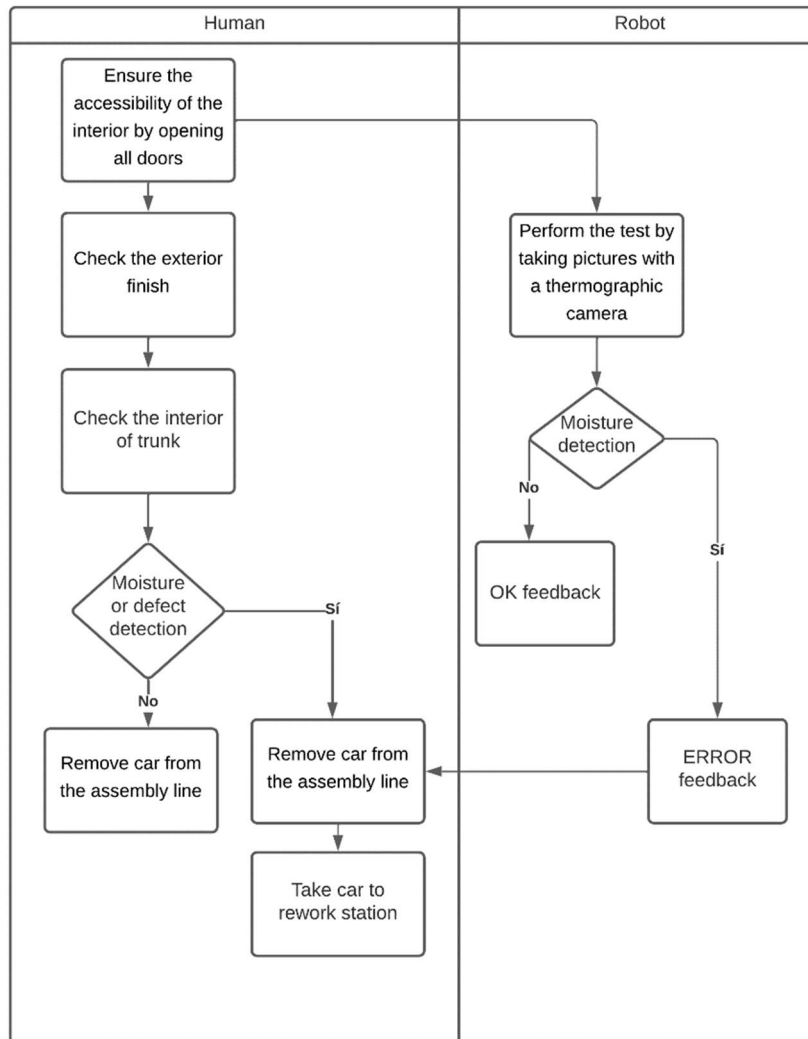 Human
Robot
Ensure the
accessibility of the
interior by opening
all doors
Check the exterior
finish
Perform the test by
taking pictures with
a thermographic
camera
Check the interior
of trunk
Moisture
detection
No
Sí
OK feedback
Moisture
or defect
detection
Sí
No
Remove car from
the assembly line
Remove car from
the assembly line
ERROR
feedback
Take car to
rework station